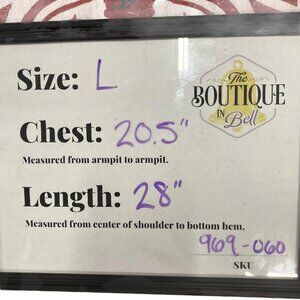 Size: L
The
BOUTIQUE
IN
Bell
Chest: 20.5"
Measured from armpit to armpit.
Length: 28"
Measured from center of shoulder to bottom hem.
969-060
SKU